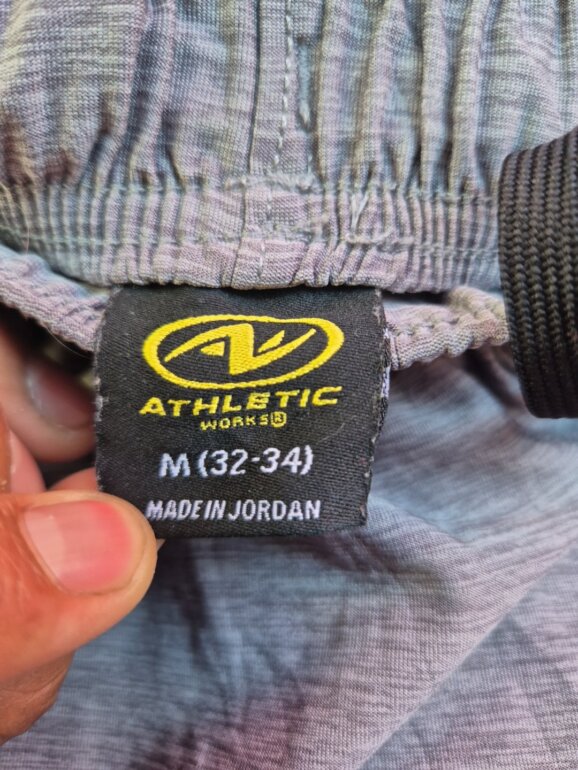 ATHLETIC
WORKS®
M (32-34)
MADE IN JORDAN